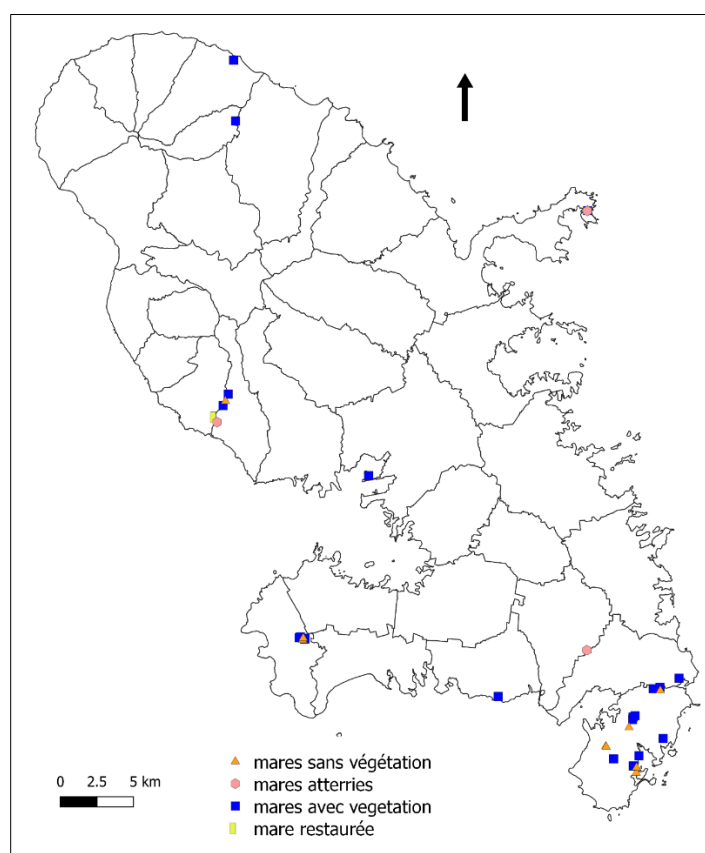 mares sans végétation
mares atterries
mares avec vegetation
mare restaurée
0 2.5 5 km